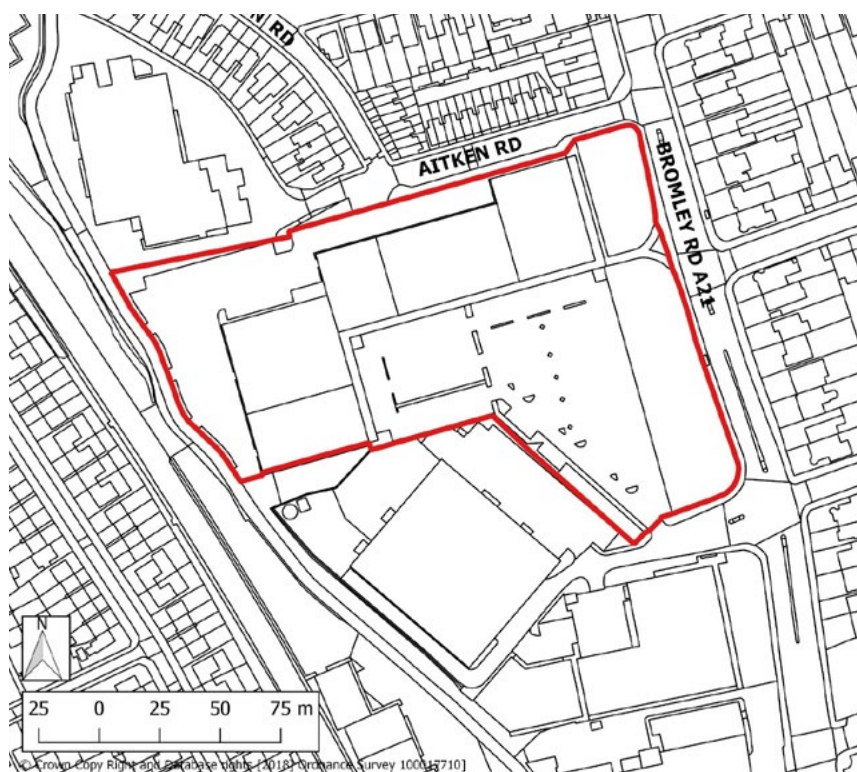 N RD
AITKEN RD
BROMLEY RD A21
N
25 0 25 50 75 m
© Crown Copy Right and Database rights [2018] Ordnance Survey 100017710]